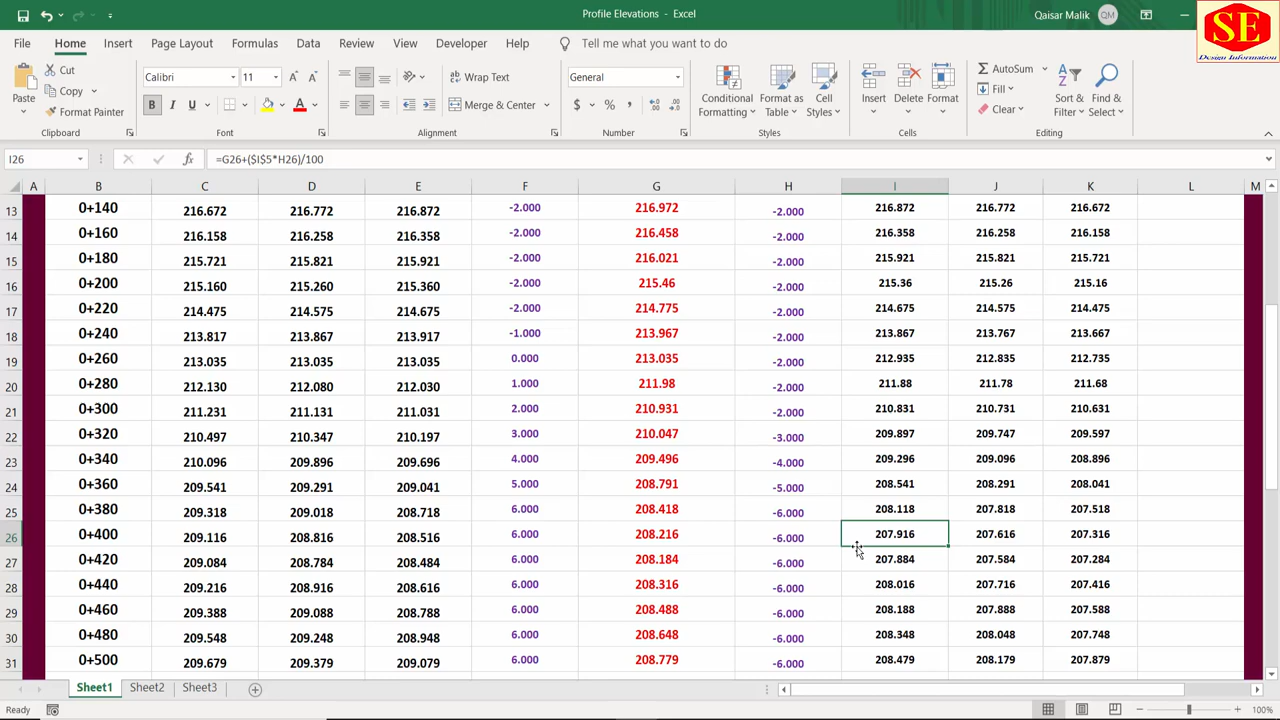 Profile Elevations - Excel
Qaisar Malik QM
SE
Design Information
File Home Insert Page Layout Formulas Data Review View Developer Help Tell me what you want to do
Cut
Copy
Format Painter
Paste
Clipboard
Calibri 11
B I U
Font
Wrap Text
Merge & Center
Alignment
General
$ % ,
Number
Conditional Formatting
Format as Table
Cell Styles
Styles
Insert Delete Format
Cells
AutoSum
Fill
Clear
Sort & Filter
Find & Select
Editing
I26 fx =G26+($I$5*H26)/100
A B C D E F G H I J K L M
13 0+140 216.672 216.772 216.872 -2.000 216.972 -2.000 216.872 216.772 216.672
14 0+160 216.158 216.258 216.358 -2.000 216.458 -2.000 216.358 216.258 216.158
15 0+180 215.721 215.821 215.921 -2.000 216.021 -2.000 215.921 215.821 215.721
16 0+200 215.160 215.260 215.360 -2.000 215.46 -2.000 215.36 215.26 215.16
17 0+220 214.475 214.575 214.675 -2.000 214.775 -2.000 214.675 214.575 214.475
18 0+240 213.817 213.867 213.917 -1.000 213.967 -2.000 213.867 213.767 213.667
19 0+260 213.035 213.035 213.035 0.000 213.035 -2.000 212.935 212.835 212.735
20 0+280 212.130 212.080 212.030 1.000 211.98 -2.000 211.88 211.78 211.68
21 0+300 211.231 211.131 211.031 2.000 210.931 -2.000 210.831 210.731 210.631
22 0+320 210.497 210.347 210.197 3.000 210.047 -3.000 209.897 209.747 209.597
23 0+340 210.096 209.896 209.696 4.000 209.496 -4.000 209.296 209.096 208.896
24 0+360 209.541 209.291 209.041 5.000 208.791 -5.000 208.541 208.291 208.041
25 0+380 209.318 209.018 208.718 6.000 208.418 -6.000 208.118 207.818 207.518
26 0+400 209.116 208.816 208.516 6.000 208.216 -6.000 207.916 207.616 207.316
27 0+420 209.084 208.784 208.484 6.000 208.184 -6.000 207.884 207.584 207.284
28 0+440 209.216 208.916 208.616 6.000 208.316 -6.000 208.016 207.716 207.416
29 0+460 209.388 209.088 208.788 6.000 208.488 -6.000 208.188 207.888 207.588
30 0+480 209.548 209.248 208.948 6.000 208.648 -6.000 208.348 208.048 207.748
31 0+500 209.679 209.379 209.079 6.000 208.779 -6.000 208.479 208.179 207.879
Sheet1 Sheet2 Sheet3
Ready 100%